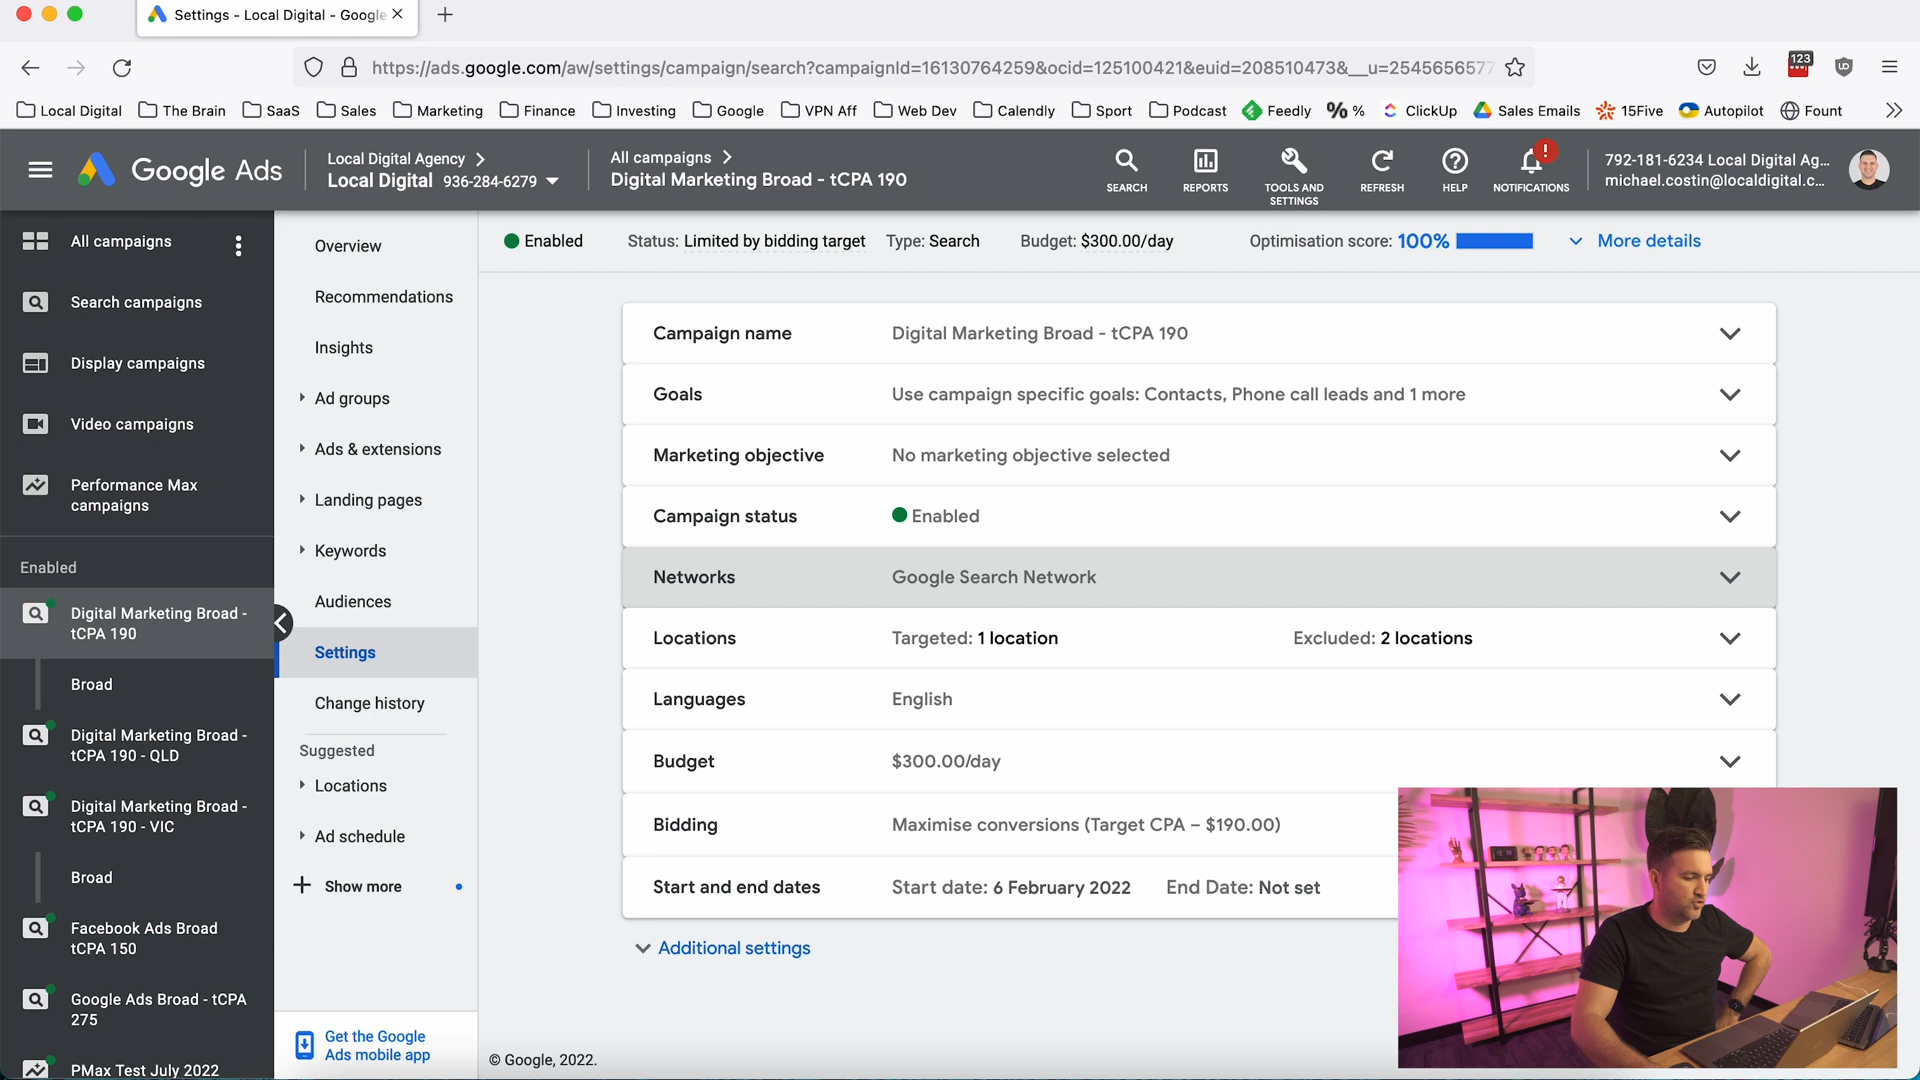 Settings - Local Digital - Google
https://ads.google.com/aw/settings/campaign/search?campaignId=16130764259&ocid=125100421&euid=208510473&__u=2545656577
123
Local Digital
The Brain
SaaS
Sales
Marketing
Finance
Investing
Google
VPN Aff
Web Dev
Calendly
Sport
Podcast
Feedly
%
ClickUp
Sales Emails
15Five
Autopilot
Fount
Google Ads
Local Digital Agency
Local Digital 936-284-6279
All campaigns
Digital Marketing Broad - tCPA 190
SEARCH
REPORTS
TOOLS AND
SETTINGS
REFRESH
HELP
NOTIFICATIONS
792-181-6234 Local Digital Ag...
michael.costin@localdigital.c...
All campaigns
Search campaigns
Display campaigns
Video campaigns
Performance Max
campaigns
Enabled
Digital Marketing Broad -
tCPA 190
Broad
Digital Marketing Broad -
tCPA 190 - QLD
Digital Marketing Broad -
tCPA 190 - VIC
Broad
Facebook Ads Broad
tCPA 150
Google Ads Broad - tCPA
275
PMax Test July 2022
Overview
Recommendations
Insights
Ad groups
Ads & extensions
Landing pages
Keywords
Audiences
Settings
Change history
Suggested
Locations
Ad schedule
Show more
Get the Google
Ads mobile app
Enabled
Status: Limited by bidding target
Type: Search
Budget: $300.00/day
Optimisation score: 100%
More details
Campaign name
Digital Marketing Broad - tCPA 190
Goals
Use campaign specific goals: Contacts, Phone call leads and 1 more
Marketing objective
No marketing objective selected
Campaign status
Enabled
Networks
Google Search Network
Locations
Targeted: 1 location
Excluded: 2 locations
Languages
English
Budget
$300.00/day
Bidding
Maximise conversions (Target CPA – $190.00)
Start and end dates
Start date: 6 February 2022
End Date: Not set
Additional settings
© Google, 2022.